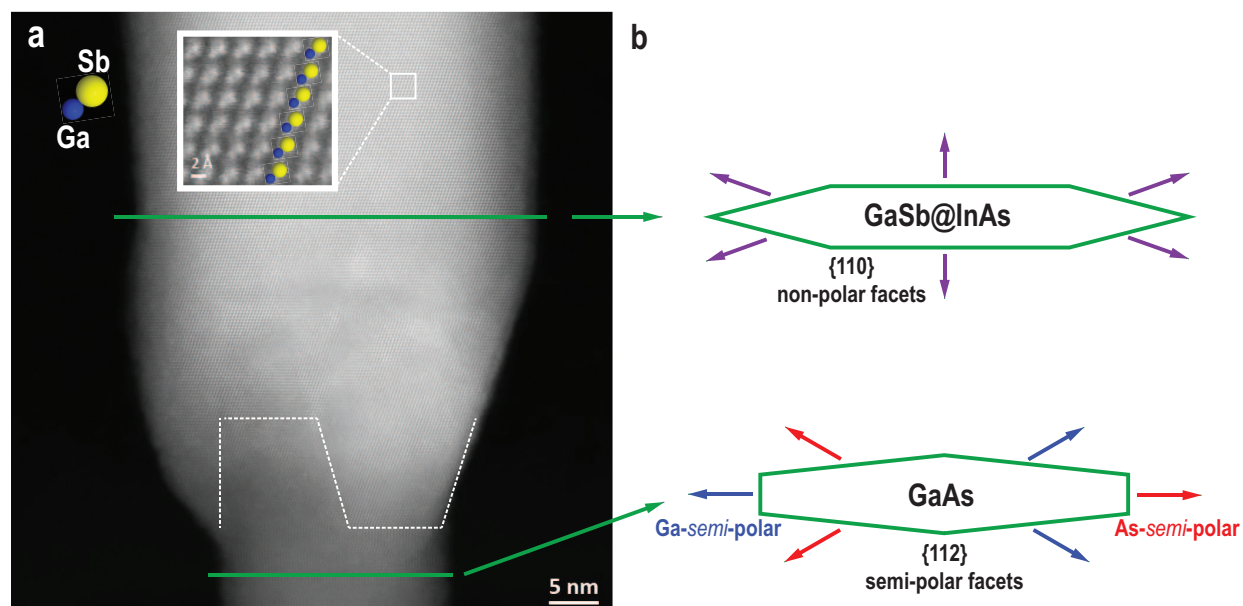 a
Sb
Ga
2 Å
5 nm
b
GaSb@InAs
{110}
non-polar facets
GaAs
Ga-semi-polar
As-semi-polar
{112}
semi-polar facets